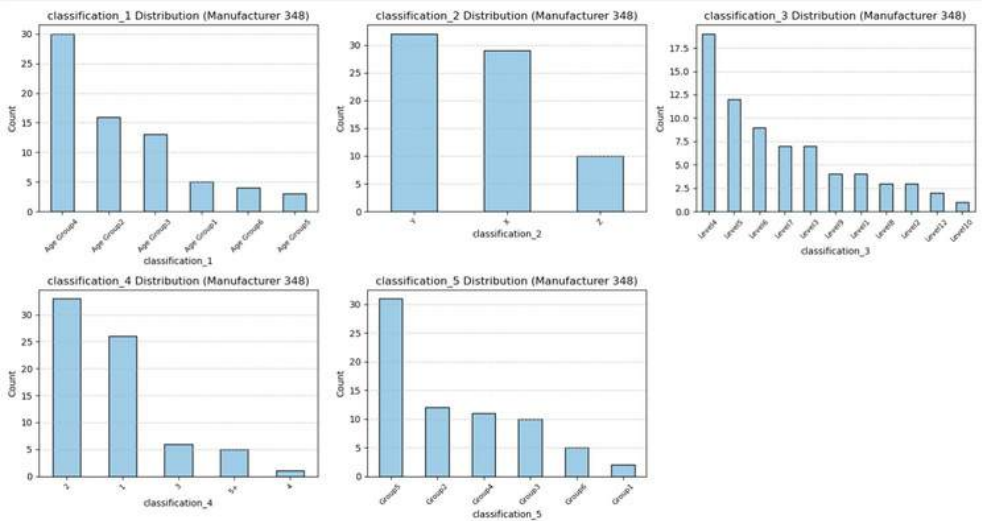 classification_1 Distribution (Manufacturer 348)
30
25
20
15
10
5
0
Count
Age Group4
Age Group2
Age Group3
Age Group1
Age Group6
Age Group5
classification_1
classification_2 Distribution (Manufacturer 348)
30
25
20
15
10
5
0
Count
Y
X
Z
classification_2
classification_3 Distribution (Manufacturer 348)
17.5
15.0
12.5
10.0
7.5
5.0
2.5
0.0
Count
Level4
Level5
Level6
Level7
Level3
Level9
Level1
Level8
Level2
Level12
Level10
classification_3
classification_4 Distribution (Manufacturer 348)
30
25
20
15
10
5
0
Count
2
1
3
5+
4
classification_4
classification_5 Distribution (Manufacturer 348)
30
25
20
15
10
5
0
Count
Group5
Group2
Group4
Group3
Group6
Group1
classification_5